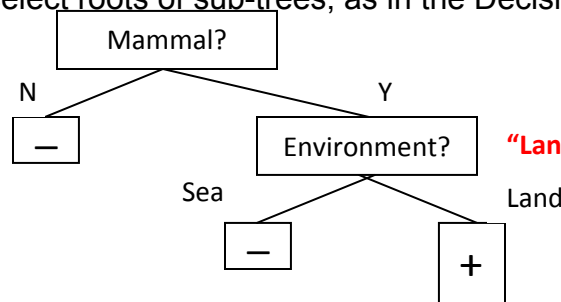 elect roots of sub-trees, as in the Decisi
Mammal?
N Y
–
Environment? "Lan
Sea Land
–
+